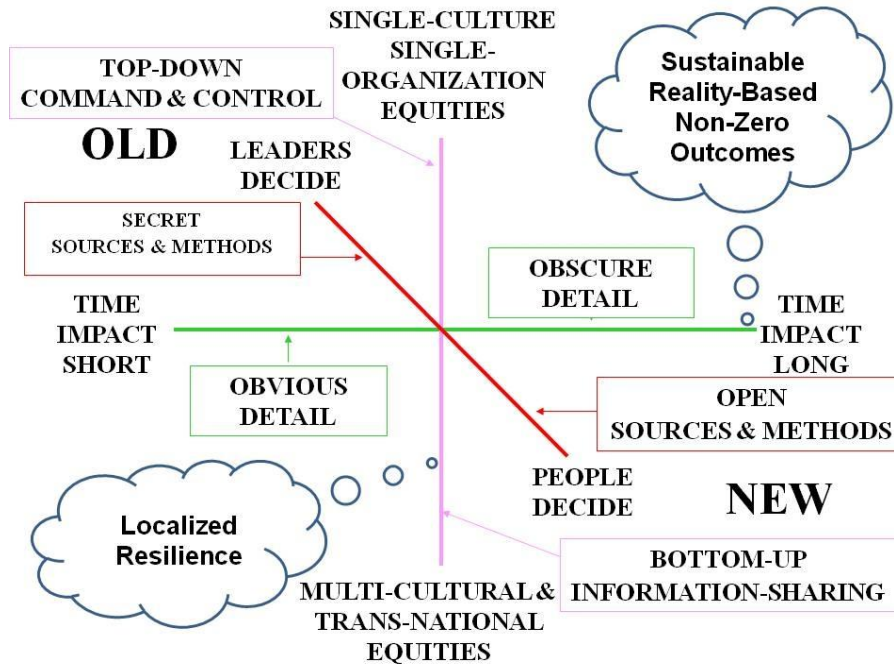 SINGLE-CULTURE
SINGLE-
ORGANIZATION
EQUITIES
TOP-DOWN
COMMAND & CONTROL
OLD
LEADERS
DECIDE
Sustainable
Reality-Based
Non-Zero
Outcomes
SECRET
SOURCES & METHODS
OBSCURE
DETAIL
TIME
IMPACT
SHORT
TIME
IMPACT
LONG
OBVIOUS
DETAIL
OPEN
SOURCES & METHODS
PEOPLE
DECIDE
NEW
Localized
Resilience
BOTTOM-UP
INFORMATION-SHARING
MULTI-CULTURAL &
TRANS-NATIONAL
EQUITIES